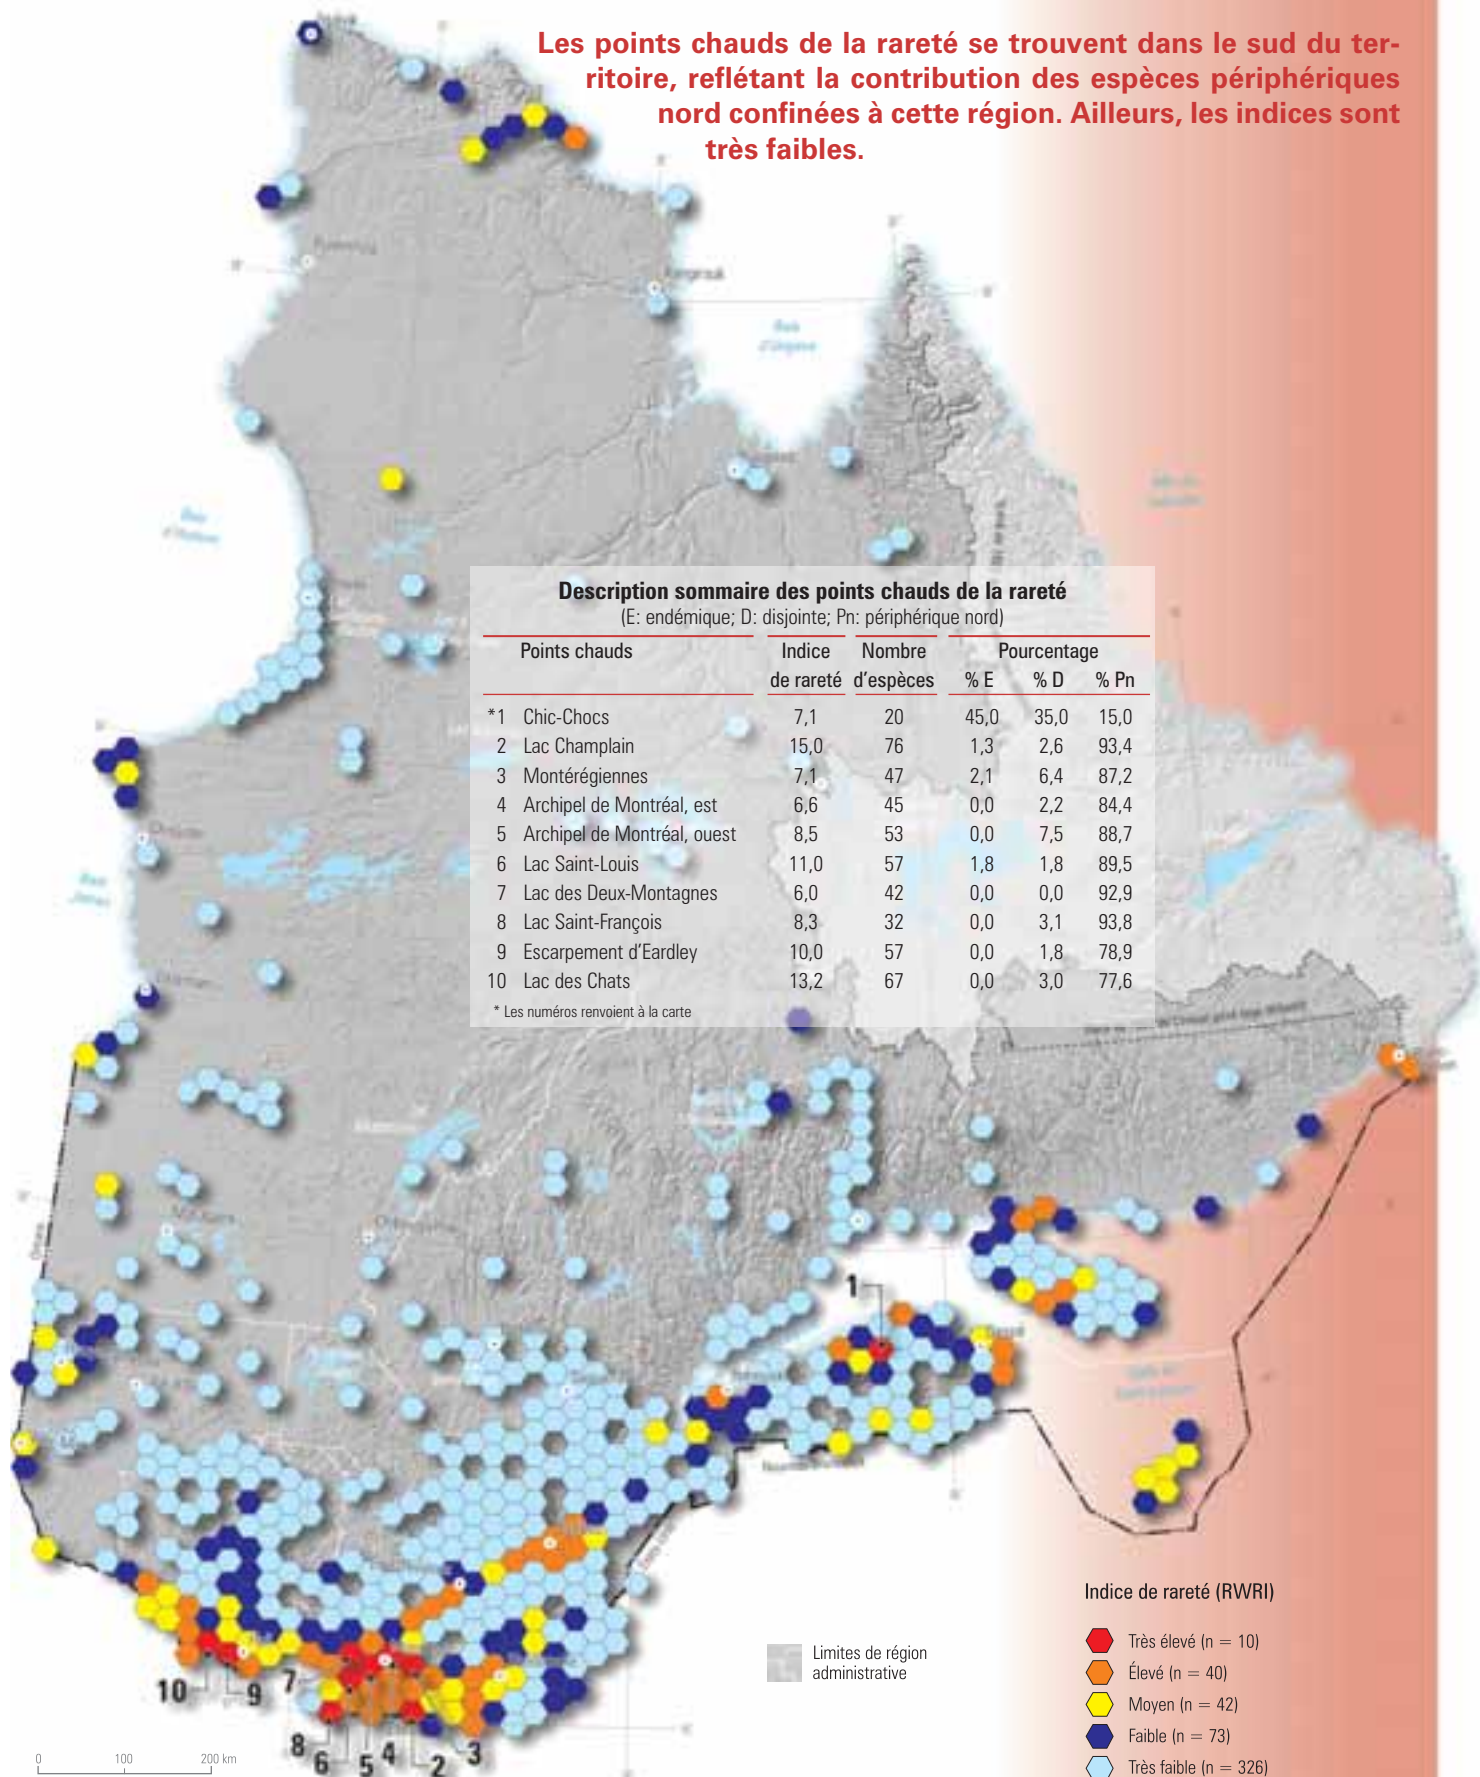 Les points chauds de la rareté se trouvent dans le sud du ter-
ritoire, reflétant la contribution des espèces périphériques
nord confinées à cette région. Ailleurs, les indices sont
très faibles.
Description sommaire des points chauds de la rareté
(E: endémique; D: disjointe; Pn: périphérique nord)
Points chauds Indice Nombre Pourcentage
de rareté d'espèces % E % D % Pn
*1 Chic-Chocs 7,1 20 45,0 35,0 15,0
2 Lac Champlain 15,0 76 1,3 2,6 93,4
3 Montérégiennes 7,1 47 2,1 6,4 87,2
4 Archipel de Montréal, est 6,6 45 0,0 2,2 84,4
5 Archipel de Montréal, ouest 8,5 53 0,0 7,5 88,7
6 Lac Saint-Louis 11,0 57 1,8 1,8 89,5
7 Lac des Deux-Montagnes 6,0 42 0,0 0,0 92,9
8 Lac Saint-François 8,3 32 0,0 3,1 93,8
9 Escarpement d'Eardley 10,0 57 0,0 1,8 78,9
10 Lac des Chats 13,2 67 0,0 3,0 77,6
* Les numéros renvoient à la carte
Baie
d'Ungava
1
10 9 7 8 6 5 4 2 3
0 100 200 km
Limites de région
administrative
Indice de rareté (RWRI)
Très élevé (n = 10)
Élevé (n = 40)
Moyen (n = 42)
Faible (n = 73)
Très faible (n = 326)